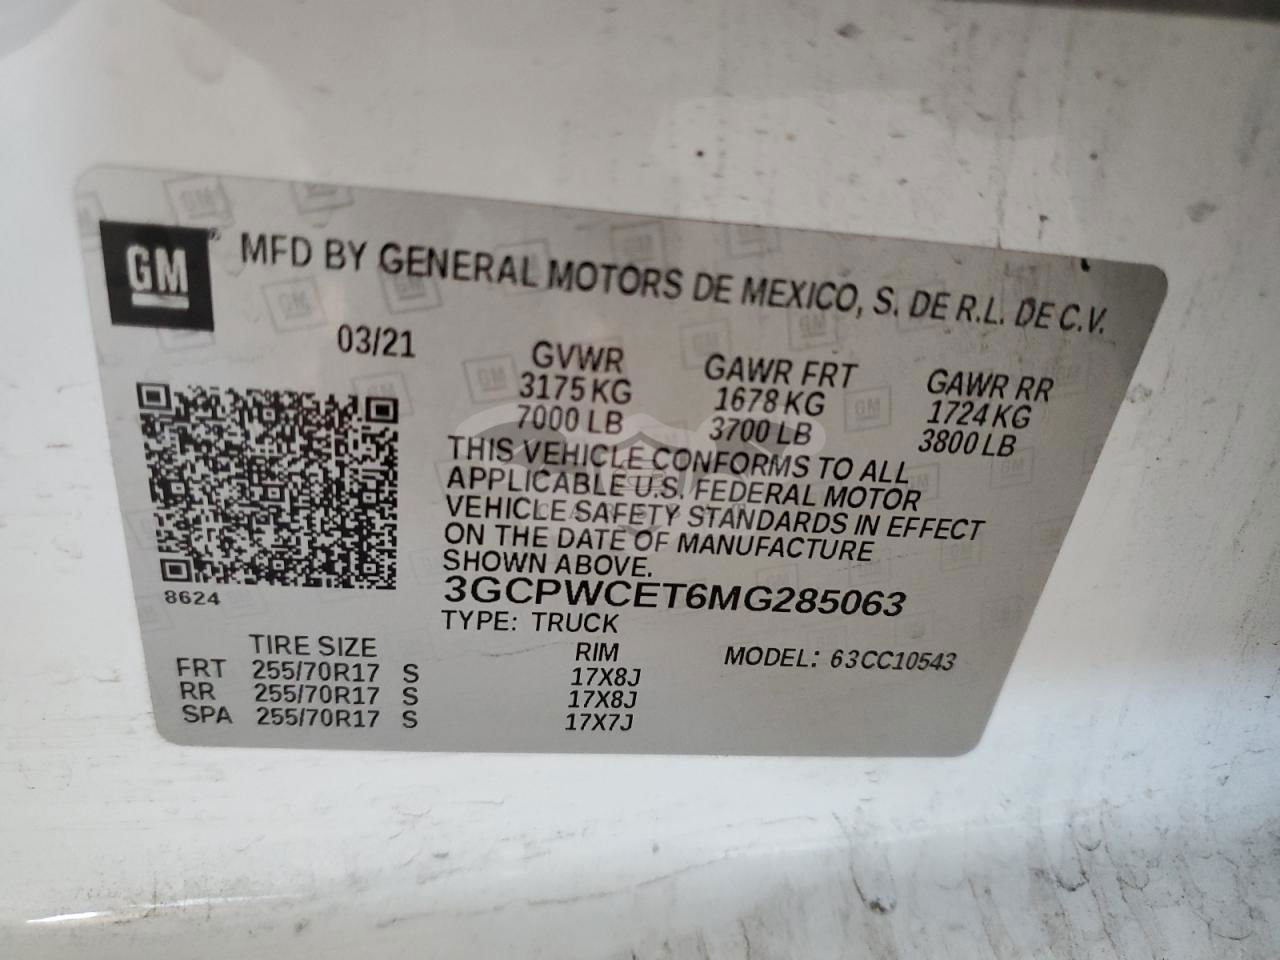 GM MFD BY GENERAL MOTORS DE MEXICO, S. DE R.L. DE C.V.
03/21
GVWR GAWR FRT GAWR RR
3175 KG 1678 KG 1724 KG
7000 LB 3700 LB 3800 LB
THIS VEHICLE CONFORMS TO ALL
APPLICABLE U.S. FEDERAL MOTOR
VEHICLE SAFETY STANDARDS IN EFFECT
ON THE DATE OF MANUFACTURE
SHOWN ABOVE.
8624
3GCPWCET6MG285063
TYPE: TRUCK
TIRE SIZE RIM MODEL: 63CC10543
FRT 255/70R17 S 17X8J
RR 255/70R17 S 17X8J
SPA 255/70R17 S 17X7J